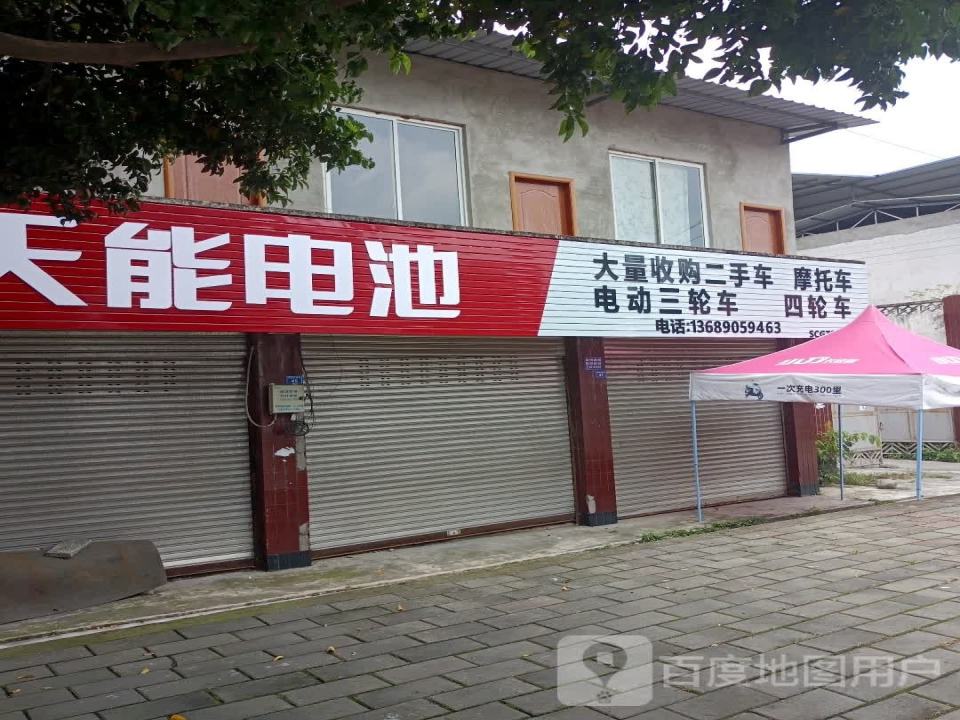 天能电池
大量收购二手车 摩托车
电动三轮车 四轮车
电话:13689059463
一次充电300里
百度地图用户